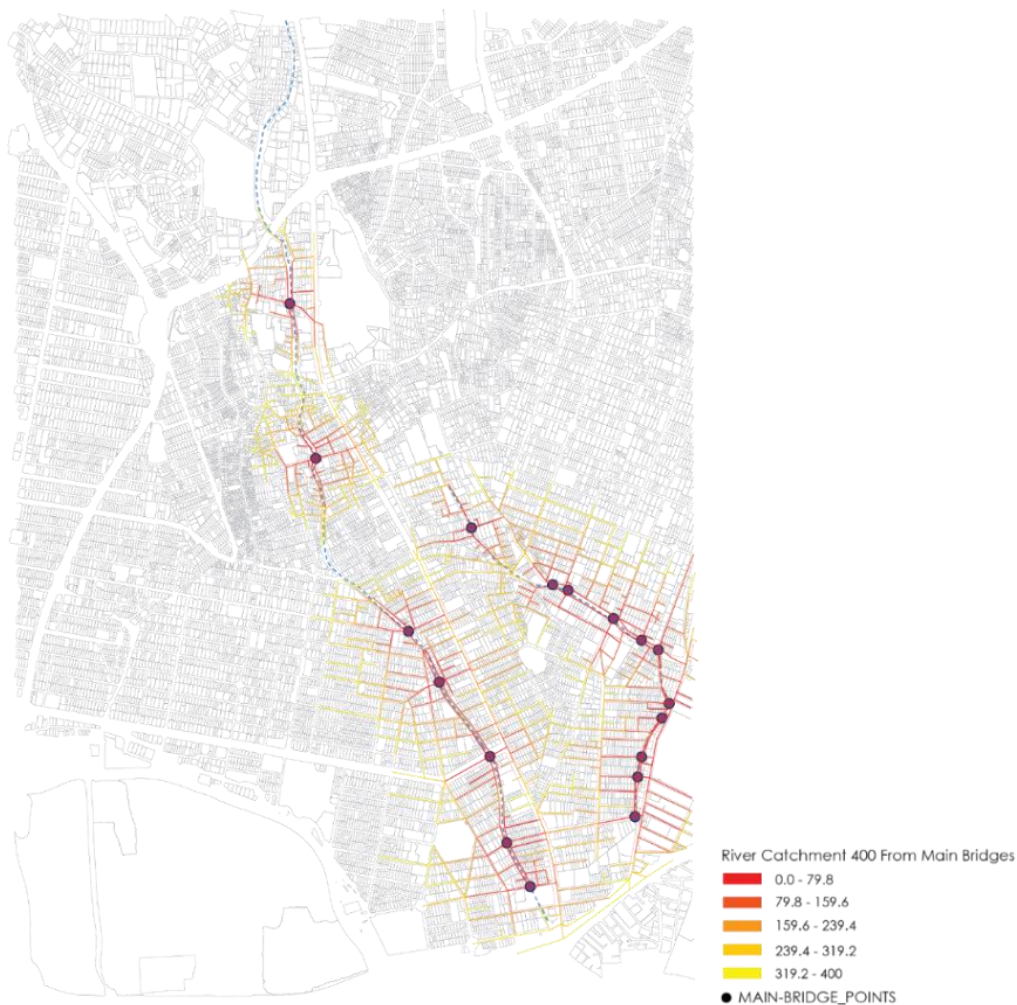 River Catchment 400 From Main Bridges
0.0 - 79.8
79.8 - 159.6
159.6 - 239.4
239.4 - 319.2
319.2 - 400
MAIN-BRIDGE_POINTS